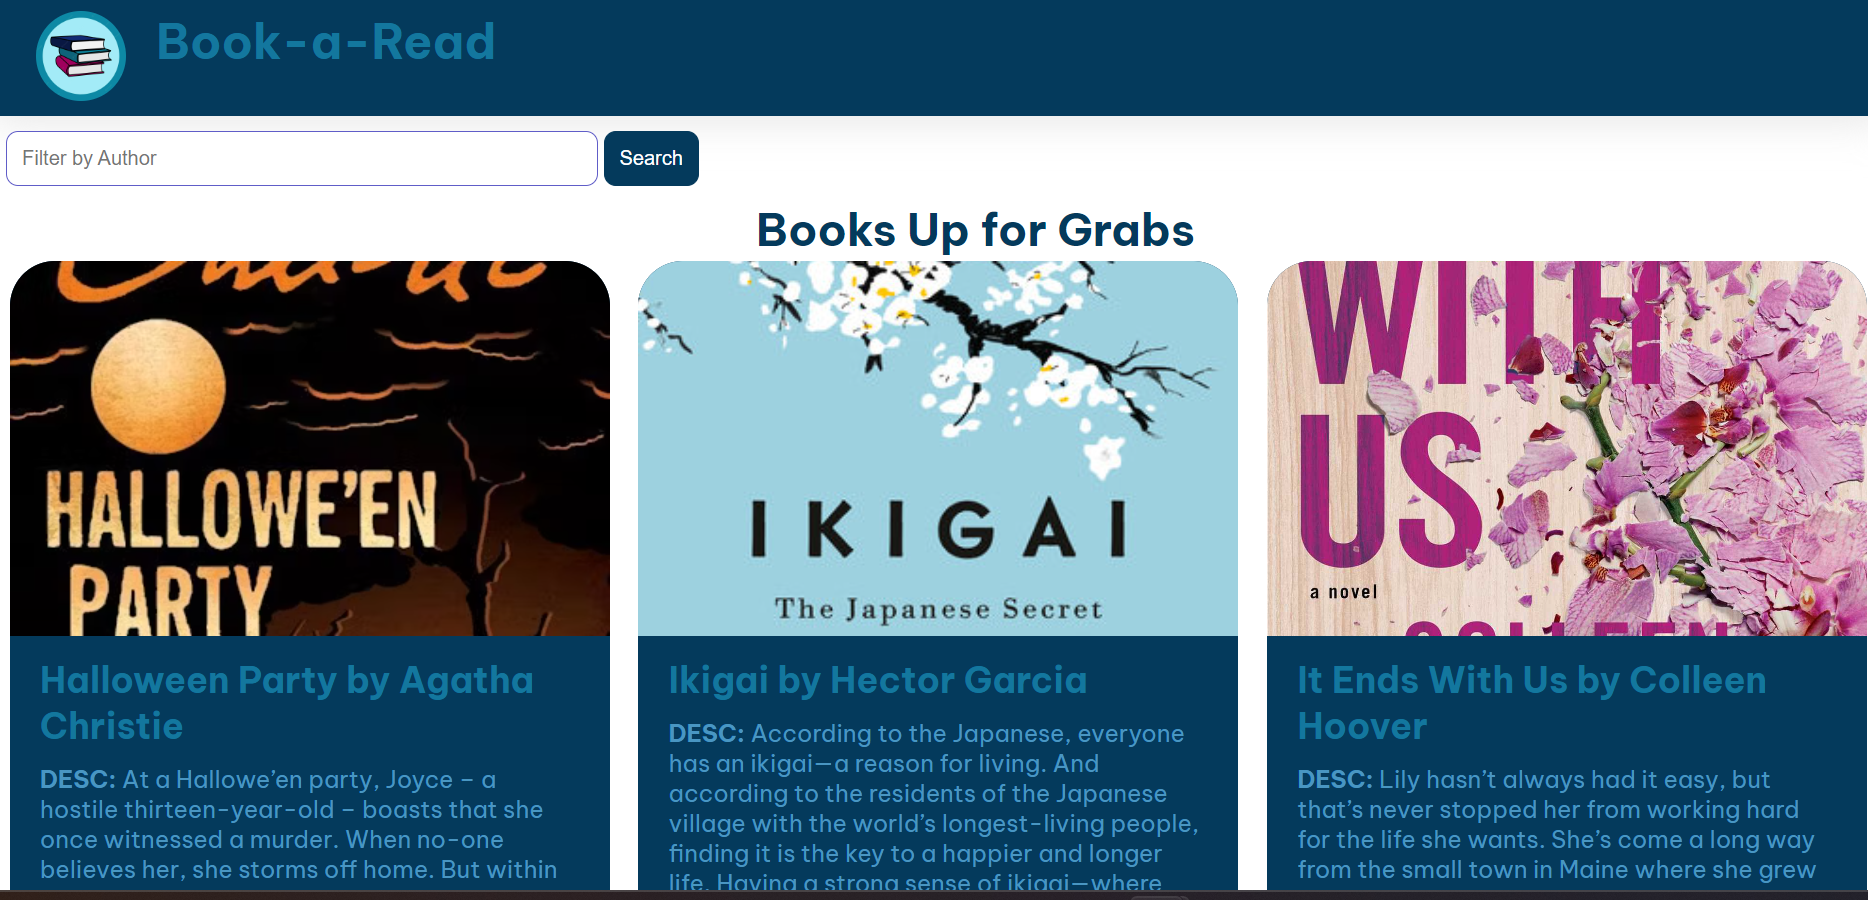 Book-a-Read
Filter by Author
Search
Books Up for Grabs
HALLOWE'EN
PARTY
IKIGAI
The Japanese Secret
WITH
US
a novel
COLLEEN
Halloween Party by Agatha
Christie
DESC: At a Hallowe’en party, Joyce – a
hostile thirteen-year-old – boasts that she
once witnessed a murder. When no-one
believes her, she storms off home. But within
Ikigai by Hector Garcia
DESC: According to the Japanese, everyone
has an ikigai—a reason for living. And
according to the residents of the Japanese
village with the world’s longest-living people,
finding it is the key to a happier and longer
life. Having a strong sense of ikigai—where
It Ends With Us by Colleen
Hoover
DESC: Lily hasn’t always had it easy, but
that’s never stopped her from working hard
for the life she wants. She’s come a long way
from the small town in Maine where she grew